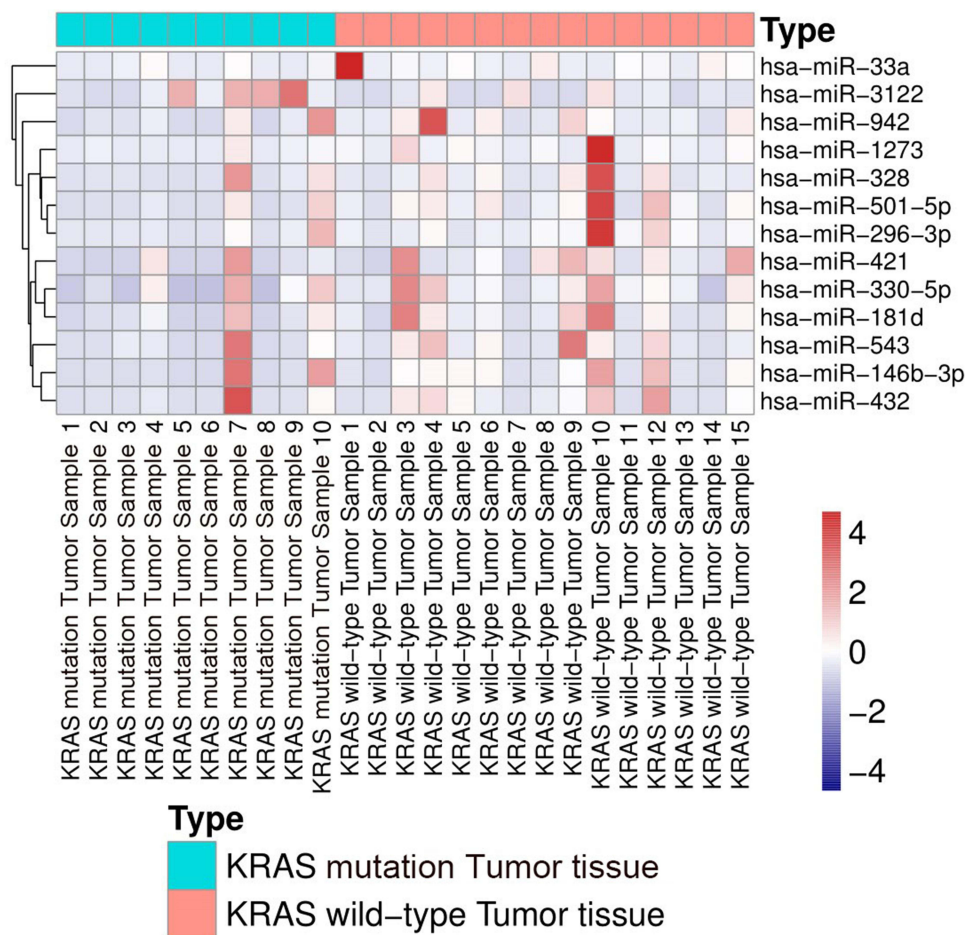 Type
hsa-miR-33a
hsa-miR-3122
hsa-miR-942
hsa-miR-1273
hsa-miR-328
hsa-miR-501-5p
hsa-miR-296-3p
hsa-miR-421
hsa-miR-330-5p
hsa-miR-181d
hsa-miR-543
hsa-miR-146b-3p
hsa-miR-432
KRAS mutation Tumor Sample 1
KRAS mutation Tumor Sample 2
KRAS mutation Tumor Sample 3
KRAS mutation Tumor Sample 4
KRAS mutation Tumor Sample 5
KRAS mutation Tumor Sample 6
KRAS mutation Tumor Sample 7
KRAS mutation Tumor Sample 8
KRAS mutation Tumor Sample 9
KRAS mutation Tumor Sample 10
KRAS wild-type Tumor Sample 1
KRAS wild-type Tumor Sample 2
KRAS wild-type Tumor Sample 3
KRAS wild-type Tumor Sample 4
KRAS wild-type Tumor Sample 5
KRAS wild-type Tumor Sample 6
KRAS wild-type Tumor Sample 7
KRAS wild-type Tumor Sample 8
KRAS wild-type Tumor Sample 9
KRAS wild-type Tumor Sample 10
KRAS wild-type Tumor Sample 11
KRAS wild-type Tumor Sample 12
KRAS wild-type Tumor Sample 13
KRAS wild-type Tumor Sample 14
KRAS wild-type Tumor Sample 15
4
2
0
-2
-4
Type
KRAS mutation Tumor tissue
KRAS wild-type Tumor tissue